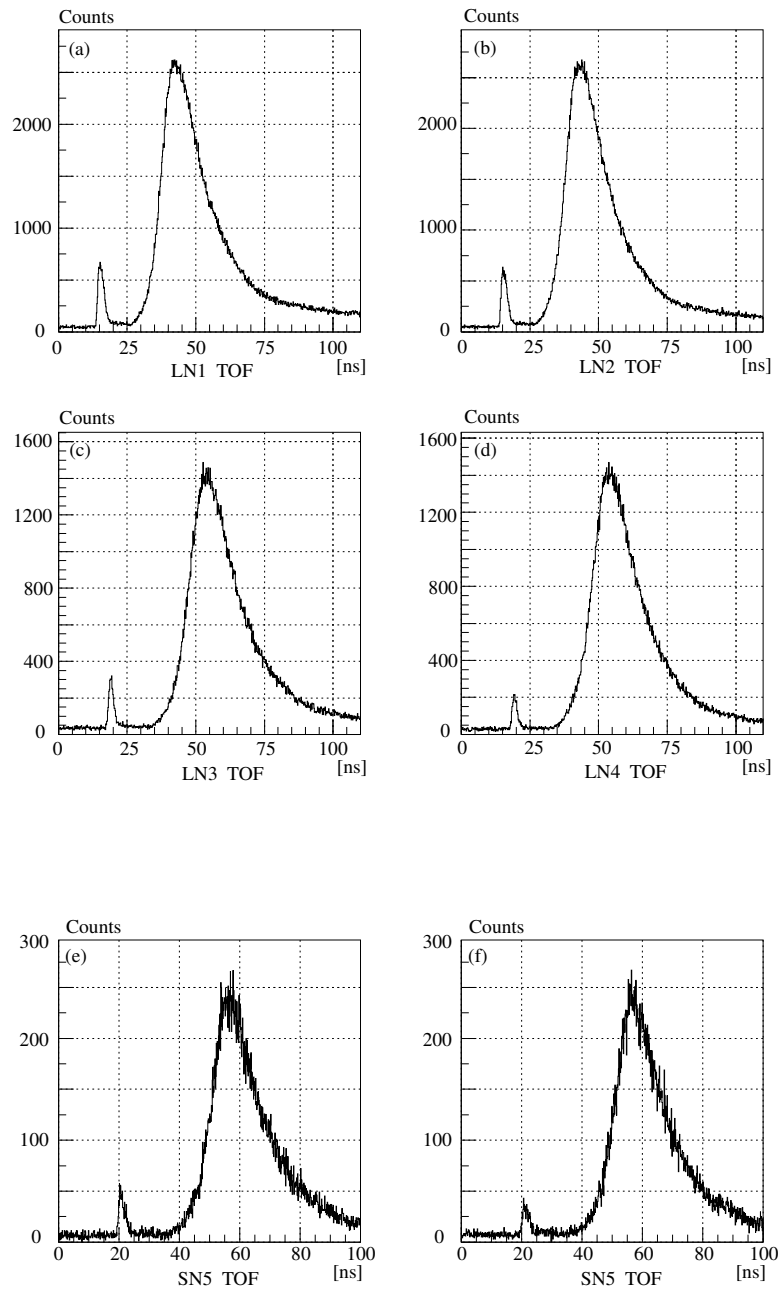 Counts
(a)
2000
1000
0
0 25 50 75 100
LN1 TOF
[ns]
Counts
(b)
2000
1000
0
0 25 50 75 100
LN2 TOF
[ns]
Counts
1600
(c)
1200
800
400
0
0 25 50 75 100
LN3 TOF
[ns]
Counts
1600
(d)
1200
800
400
0
0 25 50 75 100
LN4 TOF
[ns]
Counts
300
(e)
200
100
0
0 20 40 60 80 100
SN5 TOF
[ns]
Counts
300
(f)
200
100
0
0 20 40 60 80 100
SN5 TOF
[ns]